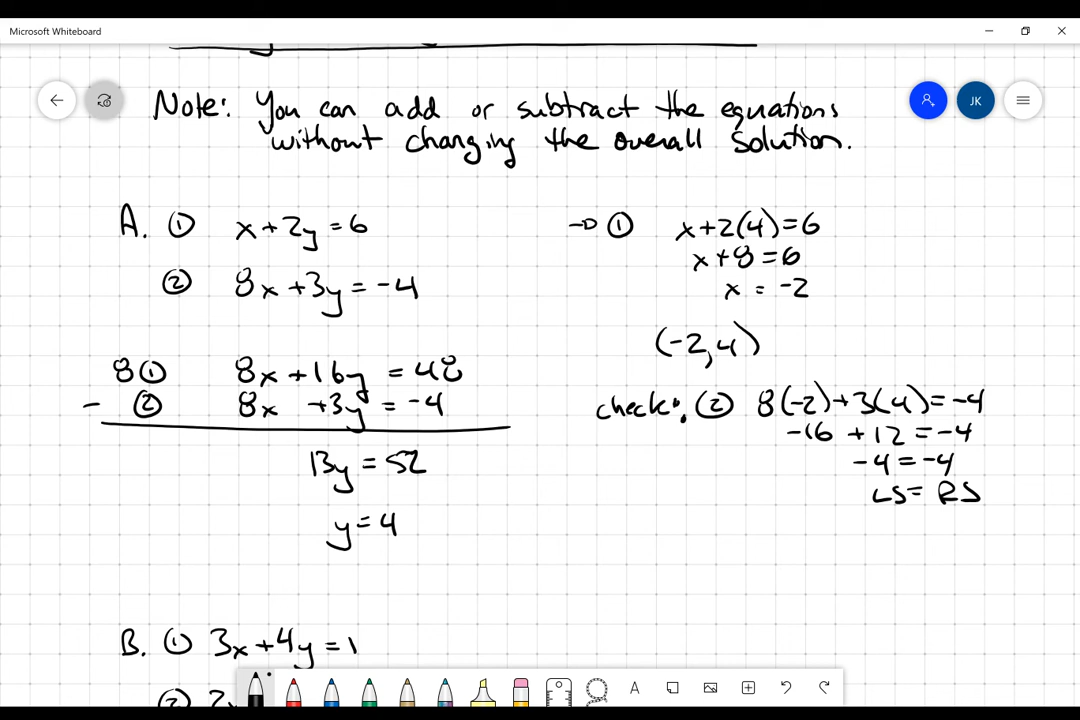 Microsoft Whiteboard
Note: You can add or subtract the equations
without changing the overall solution.
JK
A. ① x+2y=6
② 8x+3y=-4
8① 8x+16y=48
- ② 8x+3y=-4
13y=52
y=4
→ ① x+2(4)=6
x+8=6
x=-2
(-2,4)
check: ② 8(-2)+3(4)=-4
-16+12=-4
-4=-4
LS=RS
B. ① 3x+4y=1
②
A